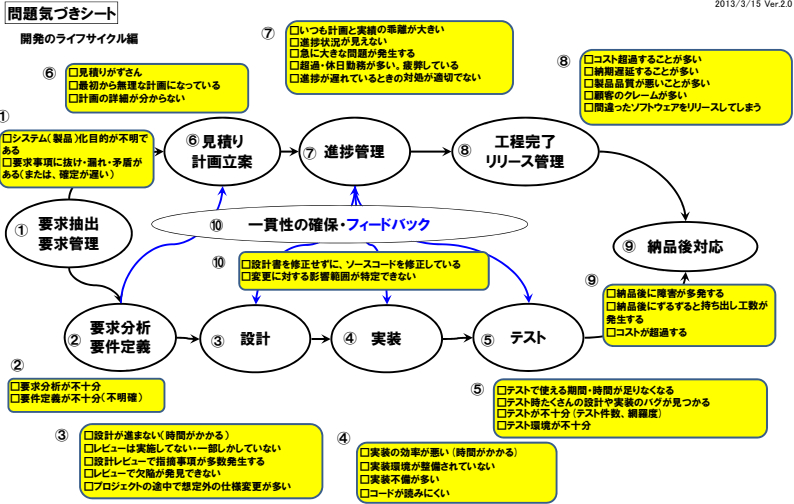 2013/3/15 Ver.2.0
問題気づきシート
開発のライフサイクル編
⑦
□いつも計画と実績の乖離が大きい
□進捗状況が見えない
□急に大きな問題が発生する
□超過・休日勤務が多い。疲弊している
□進捗が遅れているときの対処が適切でない
⑥
□見積りがずさん
□最初から無理な計画になっている
□計画の詳細が分からない
⑧
□コスト超過することが多い
□納期遅延することが多い
□製品品質が悪いことが多い
□顧客のクレームが多い
□間違ったソフトウェアをリリースしてしまう
①
□システム(製品)化目的が不明で
ある
□要求事項に抜け・漏れ・矛盾が
ある(または、確定が遅い)
⑥見積り
計画立案
⑦ 進捗管理
⑧ 工程完了
リリース管理
① 要求抽出
要求管理
⑩ 一貫性の確保・フィードバック
⑨ 納品後対応
⑩
□設計書を修正せずに、ソースコードを修正している
□変更に対する影響範囲が特定できない
⑨
□納品後に障害が多発する
□納品後にずるずると持ち出し工数が
発生する
□コストが超過する
② 要求分析
要件定義
③ 設計
④ 実装
⑤ テスト
②
□要求分析が不十分
□要件定義が不十分(不明確)
⑤
□テストで使える期間・時間が足りなくなる
□テスト時たくさんの設計や実装のバグが見つかる
□テストが不十分(テスト件数、網羅度)
□テスト環境が不十分
③
□設計が進まない(時間がかかる)
□レビューは実施してない・一部しかしていない
□設計レビューで指摘事項が多数発生する
□レビューで欠陥が発見できない
□プロジェクトの途中で想定外の仕様変更が多い
④
□実装の効率が悪い(時間がかかる)
□実装環境が整備されていない
□実装不備が多い
□コードが読みにくい